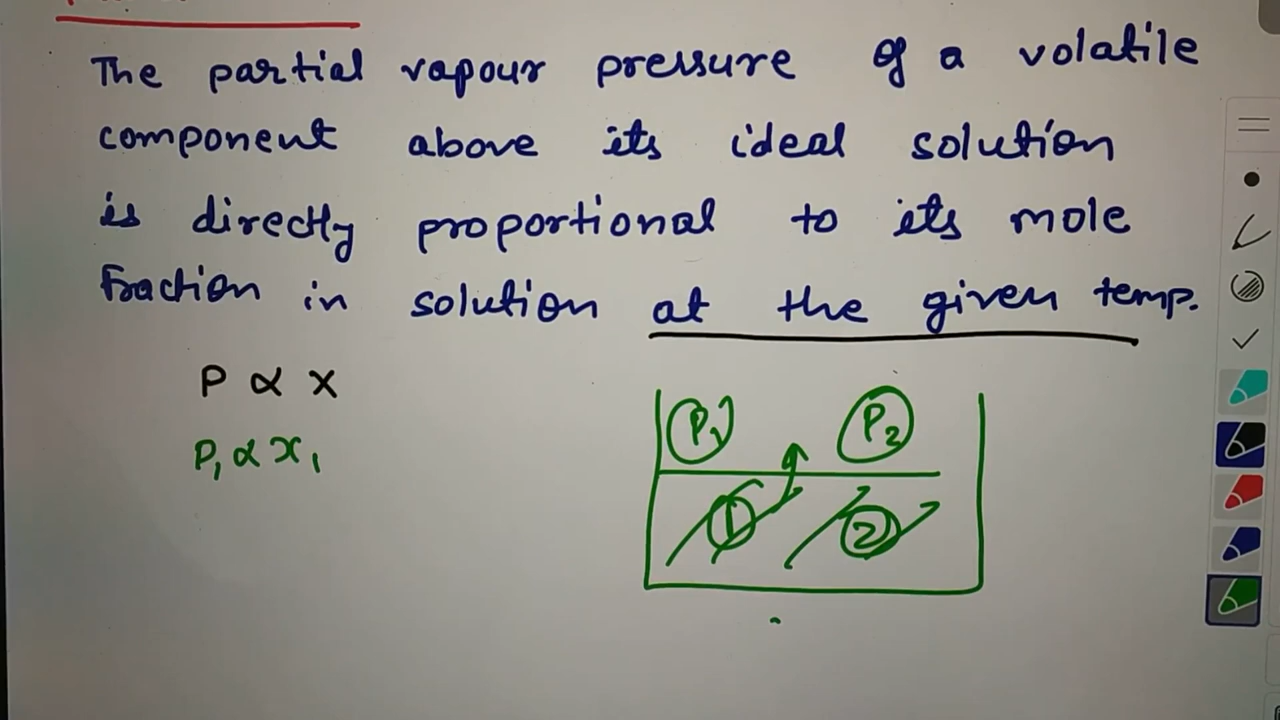 The partial vapour pressure of a volatile
component above its ideal solution
is directly proportional to its mole
fraction in solution at the given temp.
P ∝ x
P₁ ∝ x₁
P₁ P₂
1 2